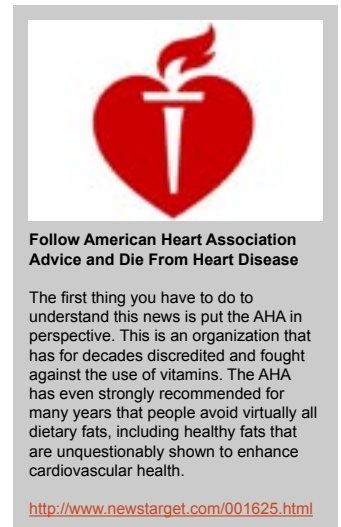 Follow American Heart Association
Advice and Die From Heart Disease
The first thing you have to do to
understand this news is put the AHA in
perspective. This is an organization that
has for decades discredited and fought
against the use of vitamins. The AHA
has even strongly recommended for
many years that people avoid virtually all
dietary fats, including healthy fats that
are unquestionably shown to enhance
cardiovascular health.
http://www.newstarget.com/001625.html